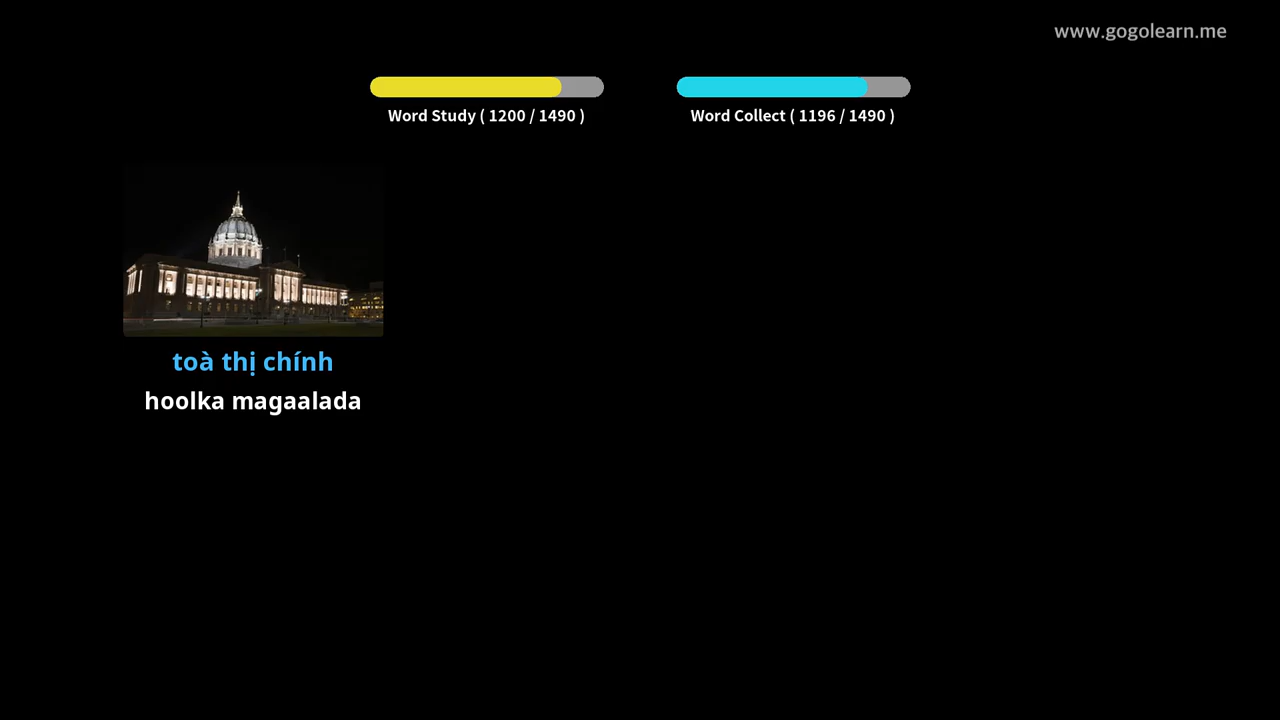 www.gogolearn.me
Word Study ( 1200 / 1490 )
Word Collect ( 1196 / 1490 )
toà thị chính
hoolka magaalada